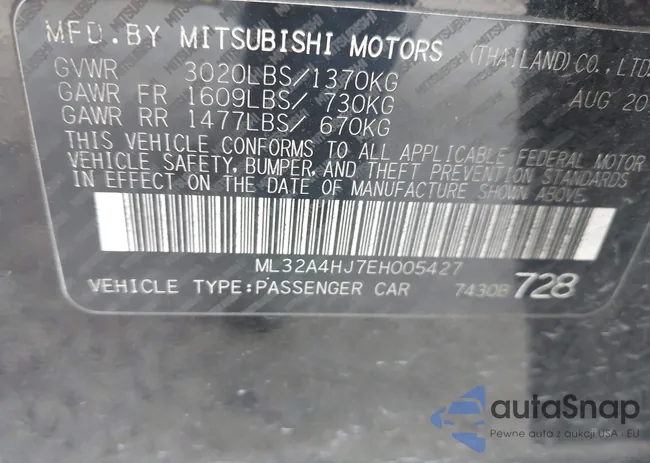 MFD. BY MITSUBISHI MOTORS (THAILAND) CO., LTD.
GVWR 3020LBS/1370KG AUG 20
GAWR FR 1609LBS/ 730KG
GAWR RR 1477LBS/ 670KG
THIS VEHICLE CONFORMS TO ALL APPLICABLE FEDERAL MOTOR
VEHICLE SAFETY, BUMPER, AND THEFT PREVENTION STANDARDS
IN EFFECT ON THE DATE OF MANUFACTURE SHOWN ABOVE.
ML32A4HJ7EH005427
VEHICLE TYPE:PASSENGER CAR 7430B 728
autoSnap
Pewne auta z aukcji USA i EU